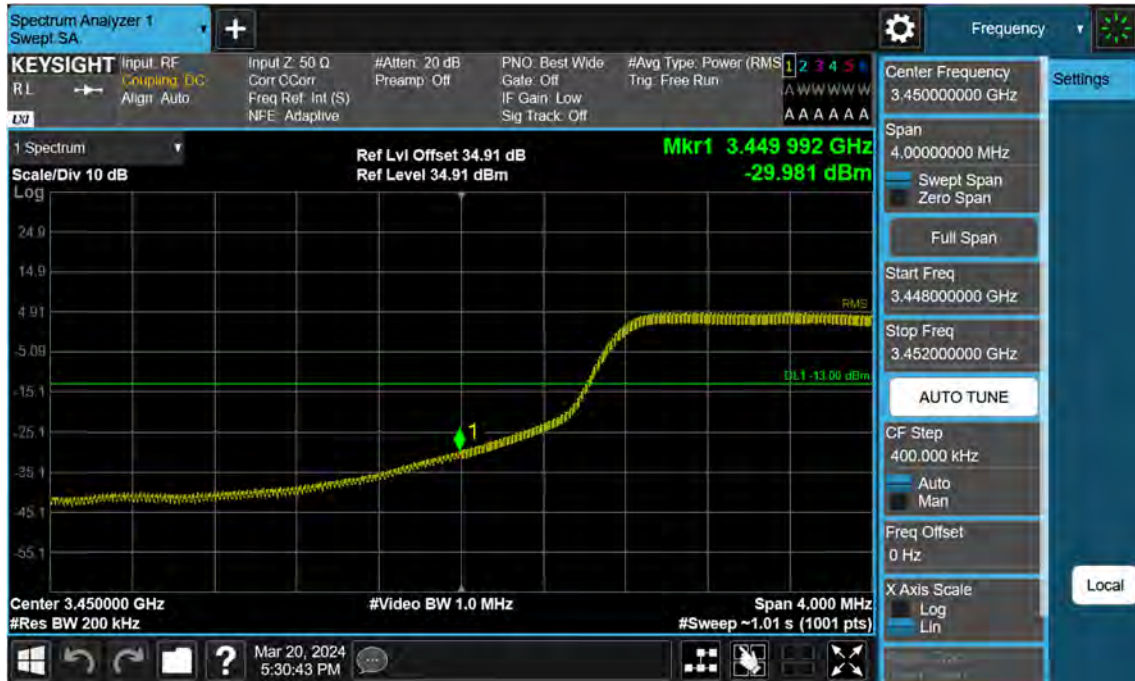 Spectrum Analyzer 1
Swept SA
Frequency
KEYSIGHT
RL
LXI
Input: RF
Coupling: DC
Align: Auto
Input Z: 50 Ω
Corr CCorr
Freq Ref: Int (S)
NFE: Adaptive
#Atten: 20 dB
Preamp: Off
PNO: Best Wide
Gate: Off
IF Gain: Low
Sig Track: Off
#Avg Type: Power (RMS
Trig: Free Run
1 2 3 4 5 6
A W W W W W
A A A A A A
1 Spectrum
Scale/Div 10 dB
Ref Lvl Offset 34.91 dB
Ref Level 34.91 dBm
Mkr1 3.449 992 GHz
-29.981 dBm
Log
24.9
14.9
4.91
-5.09
-15.1
-25.1
-35.1
-45.1
-55.1
RMS
DL1 -13.00 dBm
1
Center 3.450000 GHz
#Res BW 200 kHz
#Video BW 1.0 MHz
Span 4.000 MHz
#Sweep ~1.01 s (1001 pts)
Center Frequency
3.450000000 GHz
Settings
Span
4.00000000 MHz
Swept Span
Zero Span
Full Span
Start Freq
3.448000000 GHz
Stop Freq
3.452000000 GHz
AUTO TUNE
CF Step
400.000 kHz
Auto
Man
Freq Offset
0 Hz
X Axis Scale
Log
Lin
Local
?
Mar 20, 2024
5:30:43 PM